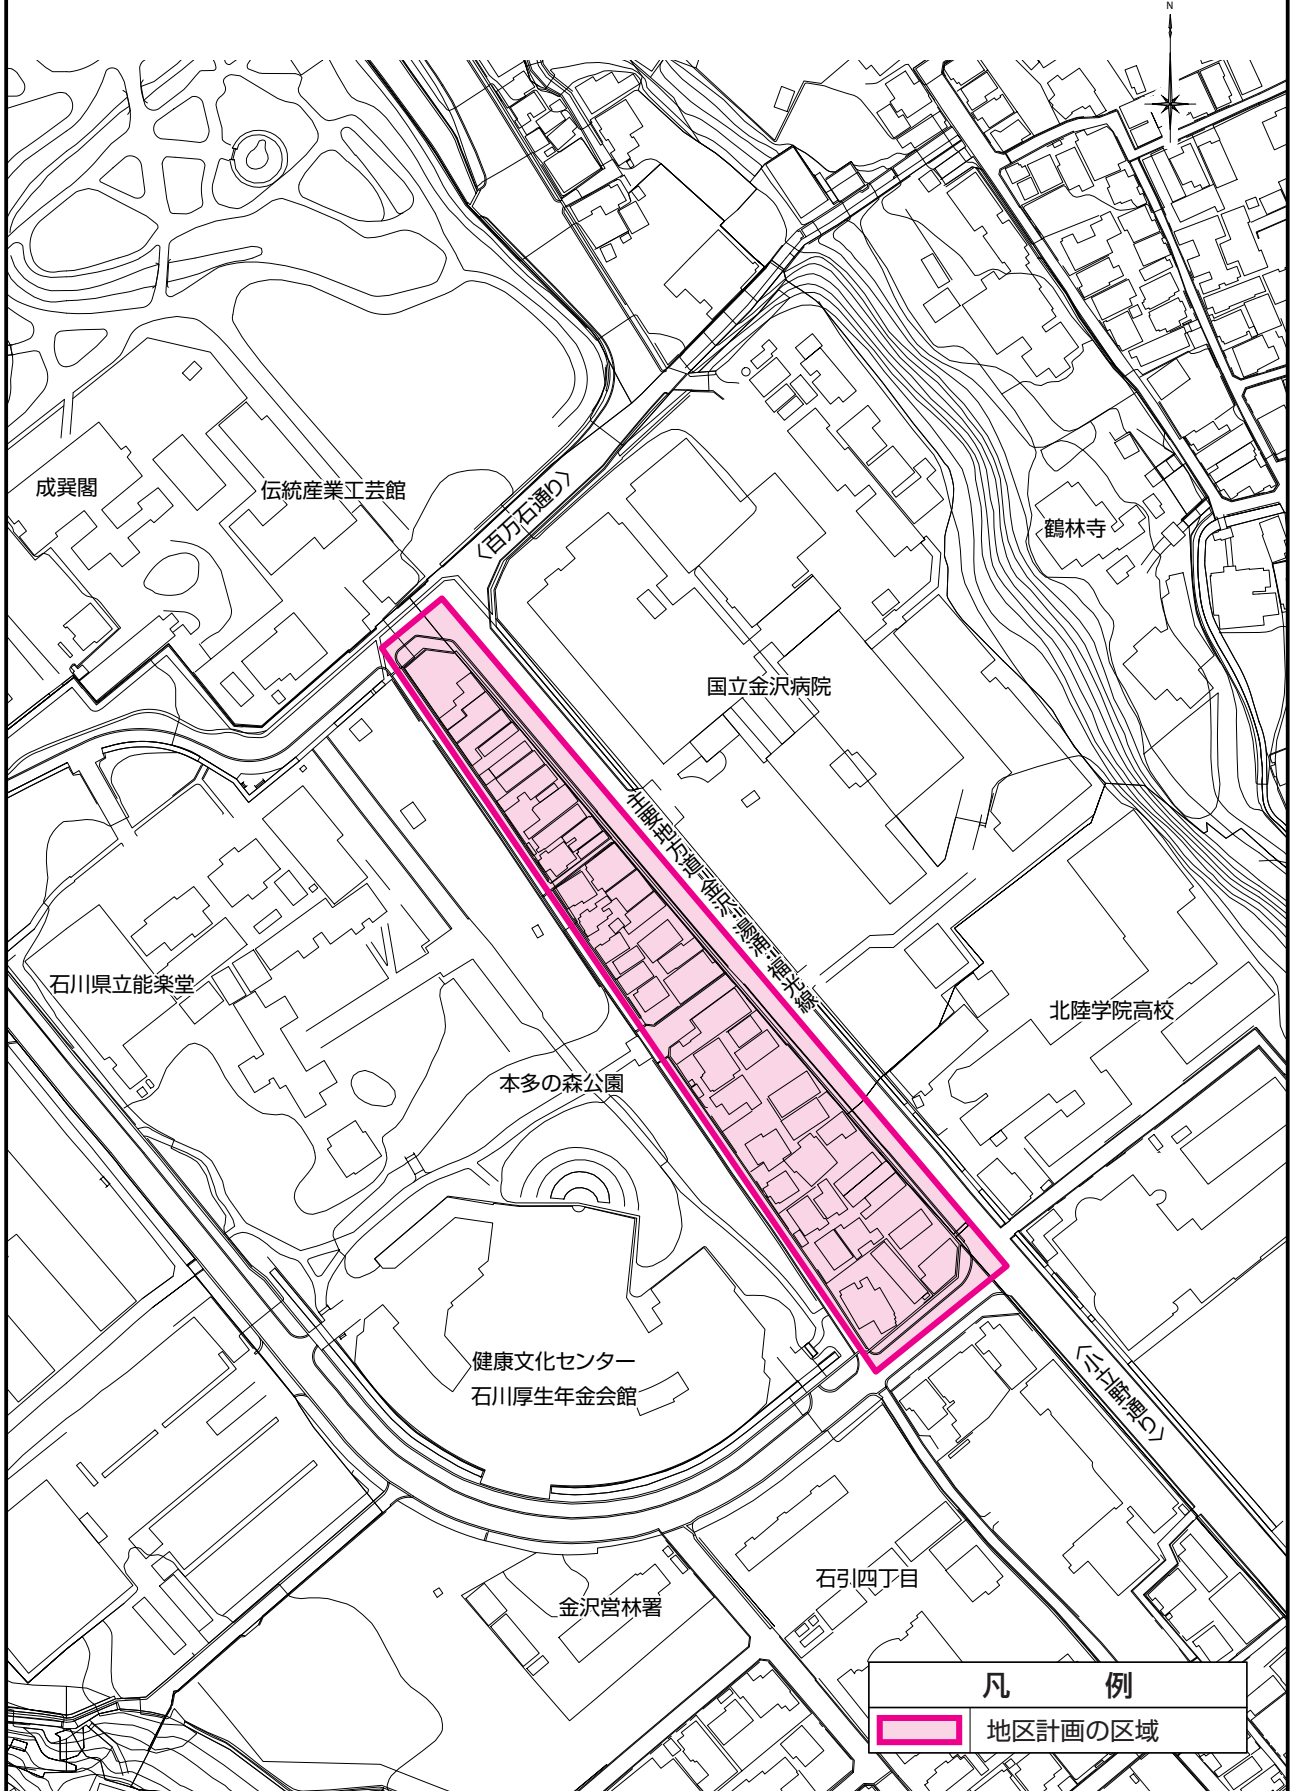 N
成巽閣
伝統産業工芸館
〈百万石通り〉
鶴林寺
国立金沢病院
主要地方道金沢湯涌福光線
石川県立能楽堂
北陸学院高校
本多の森公園
健康文化センター
石川厚生年金会館
〈小立野通り〉
石引四丁目
金沢営林署
凡 例
地区計画の区域